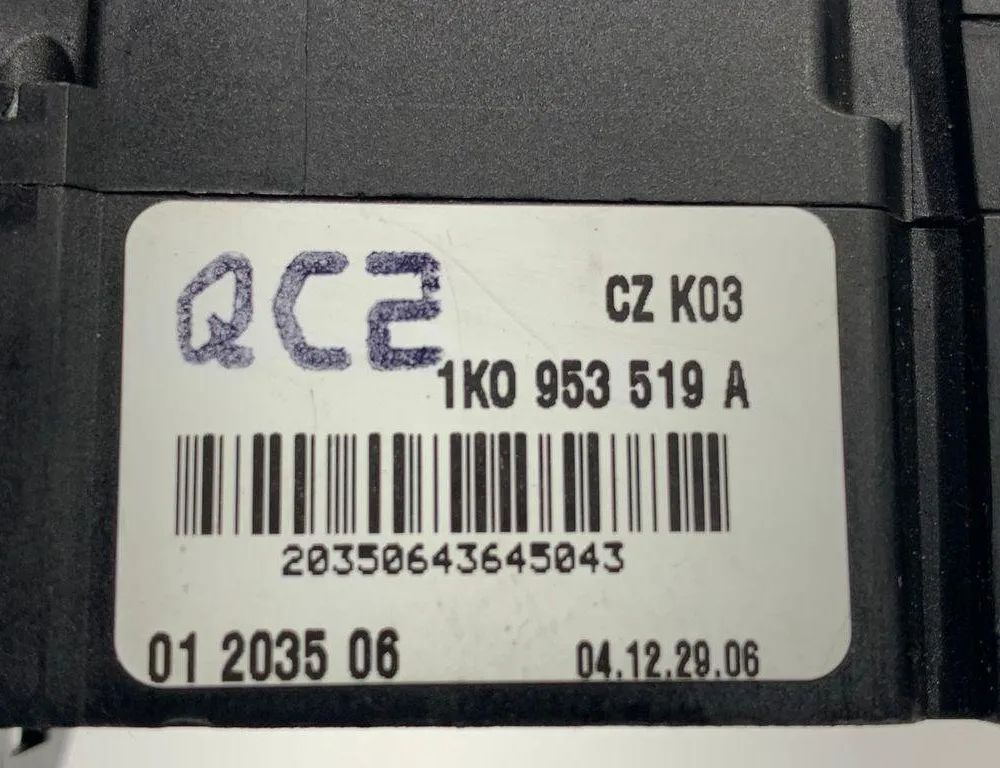 QC2
CZ K03
1K0 953 519 A
20350643645043
01 2035 06
04.12.29.06